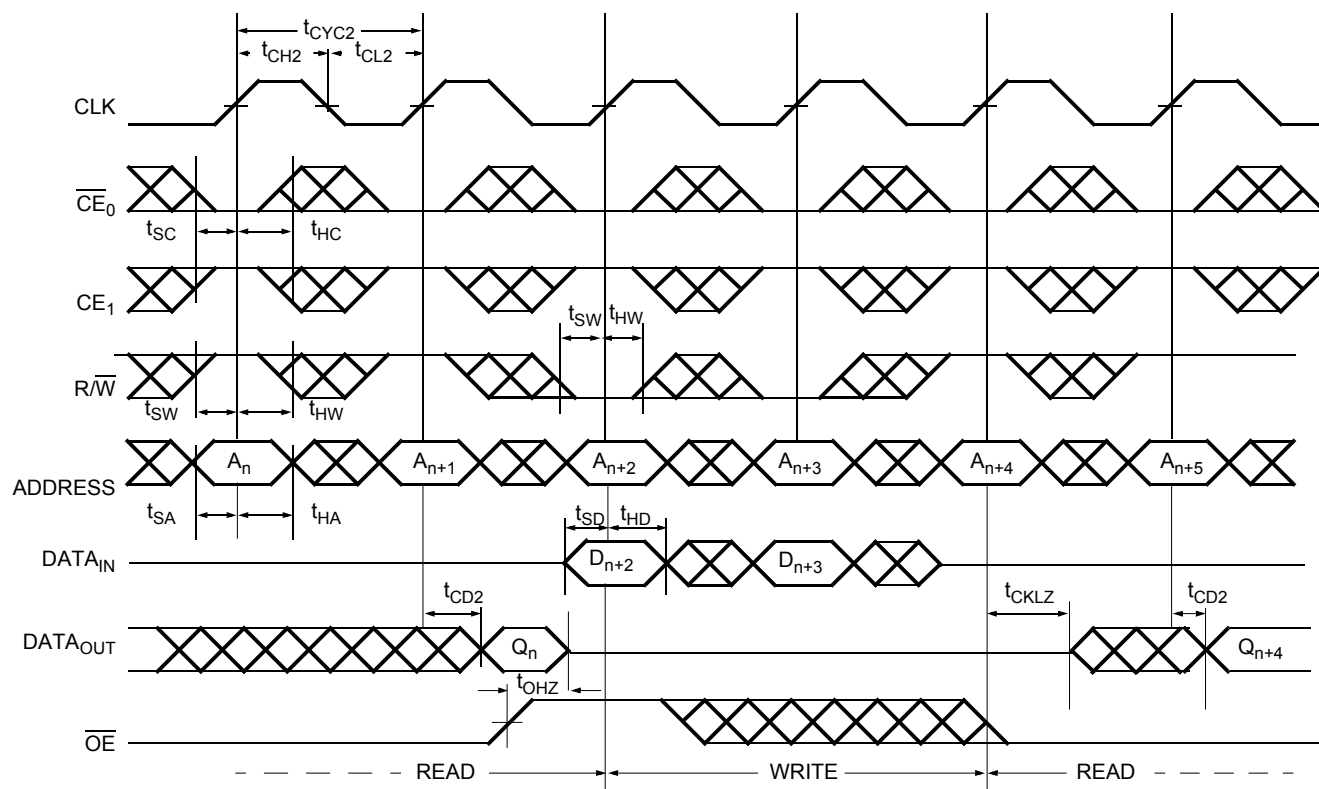 tCYC2
tCH2 tCL2
CLK
CE0
tSC tHC
CE1
tSW tHW
R/W
tSW tHW
An An+1 An+2 An+3 An+4 An+5
ADDRESS
tSA tHA
tSD tHD
DATAIN
Dn+2 Dn+3
tCD2 tCKLZ tCD2
DATAOUT
Qn Qn+4
tOHZ
OE
READ WRITE READ